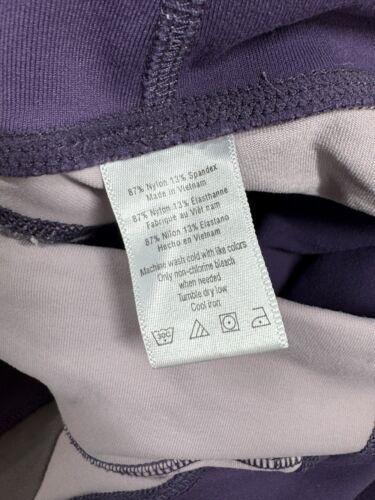 87% Nylon 13% Spandex
Made in Vietnam
87% Nylon 13% Élasthanne
Fabriqué au Viêt nam
87% Nilon 13% Elastano
Hecho en Vietnam
Machine wash cold with like colors
Only non-chlorine bleach
when needed
Tumble dry low
Cool iron
30C